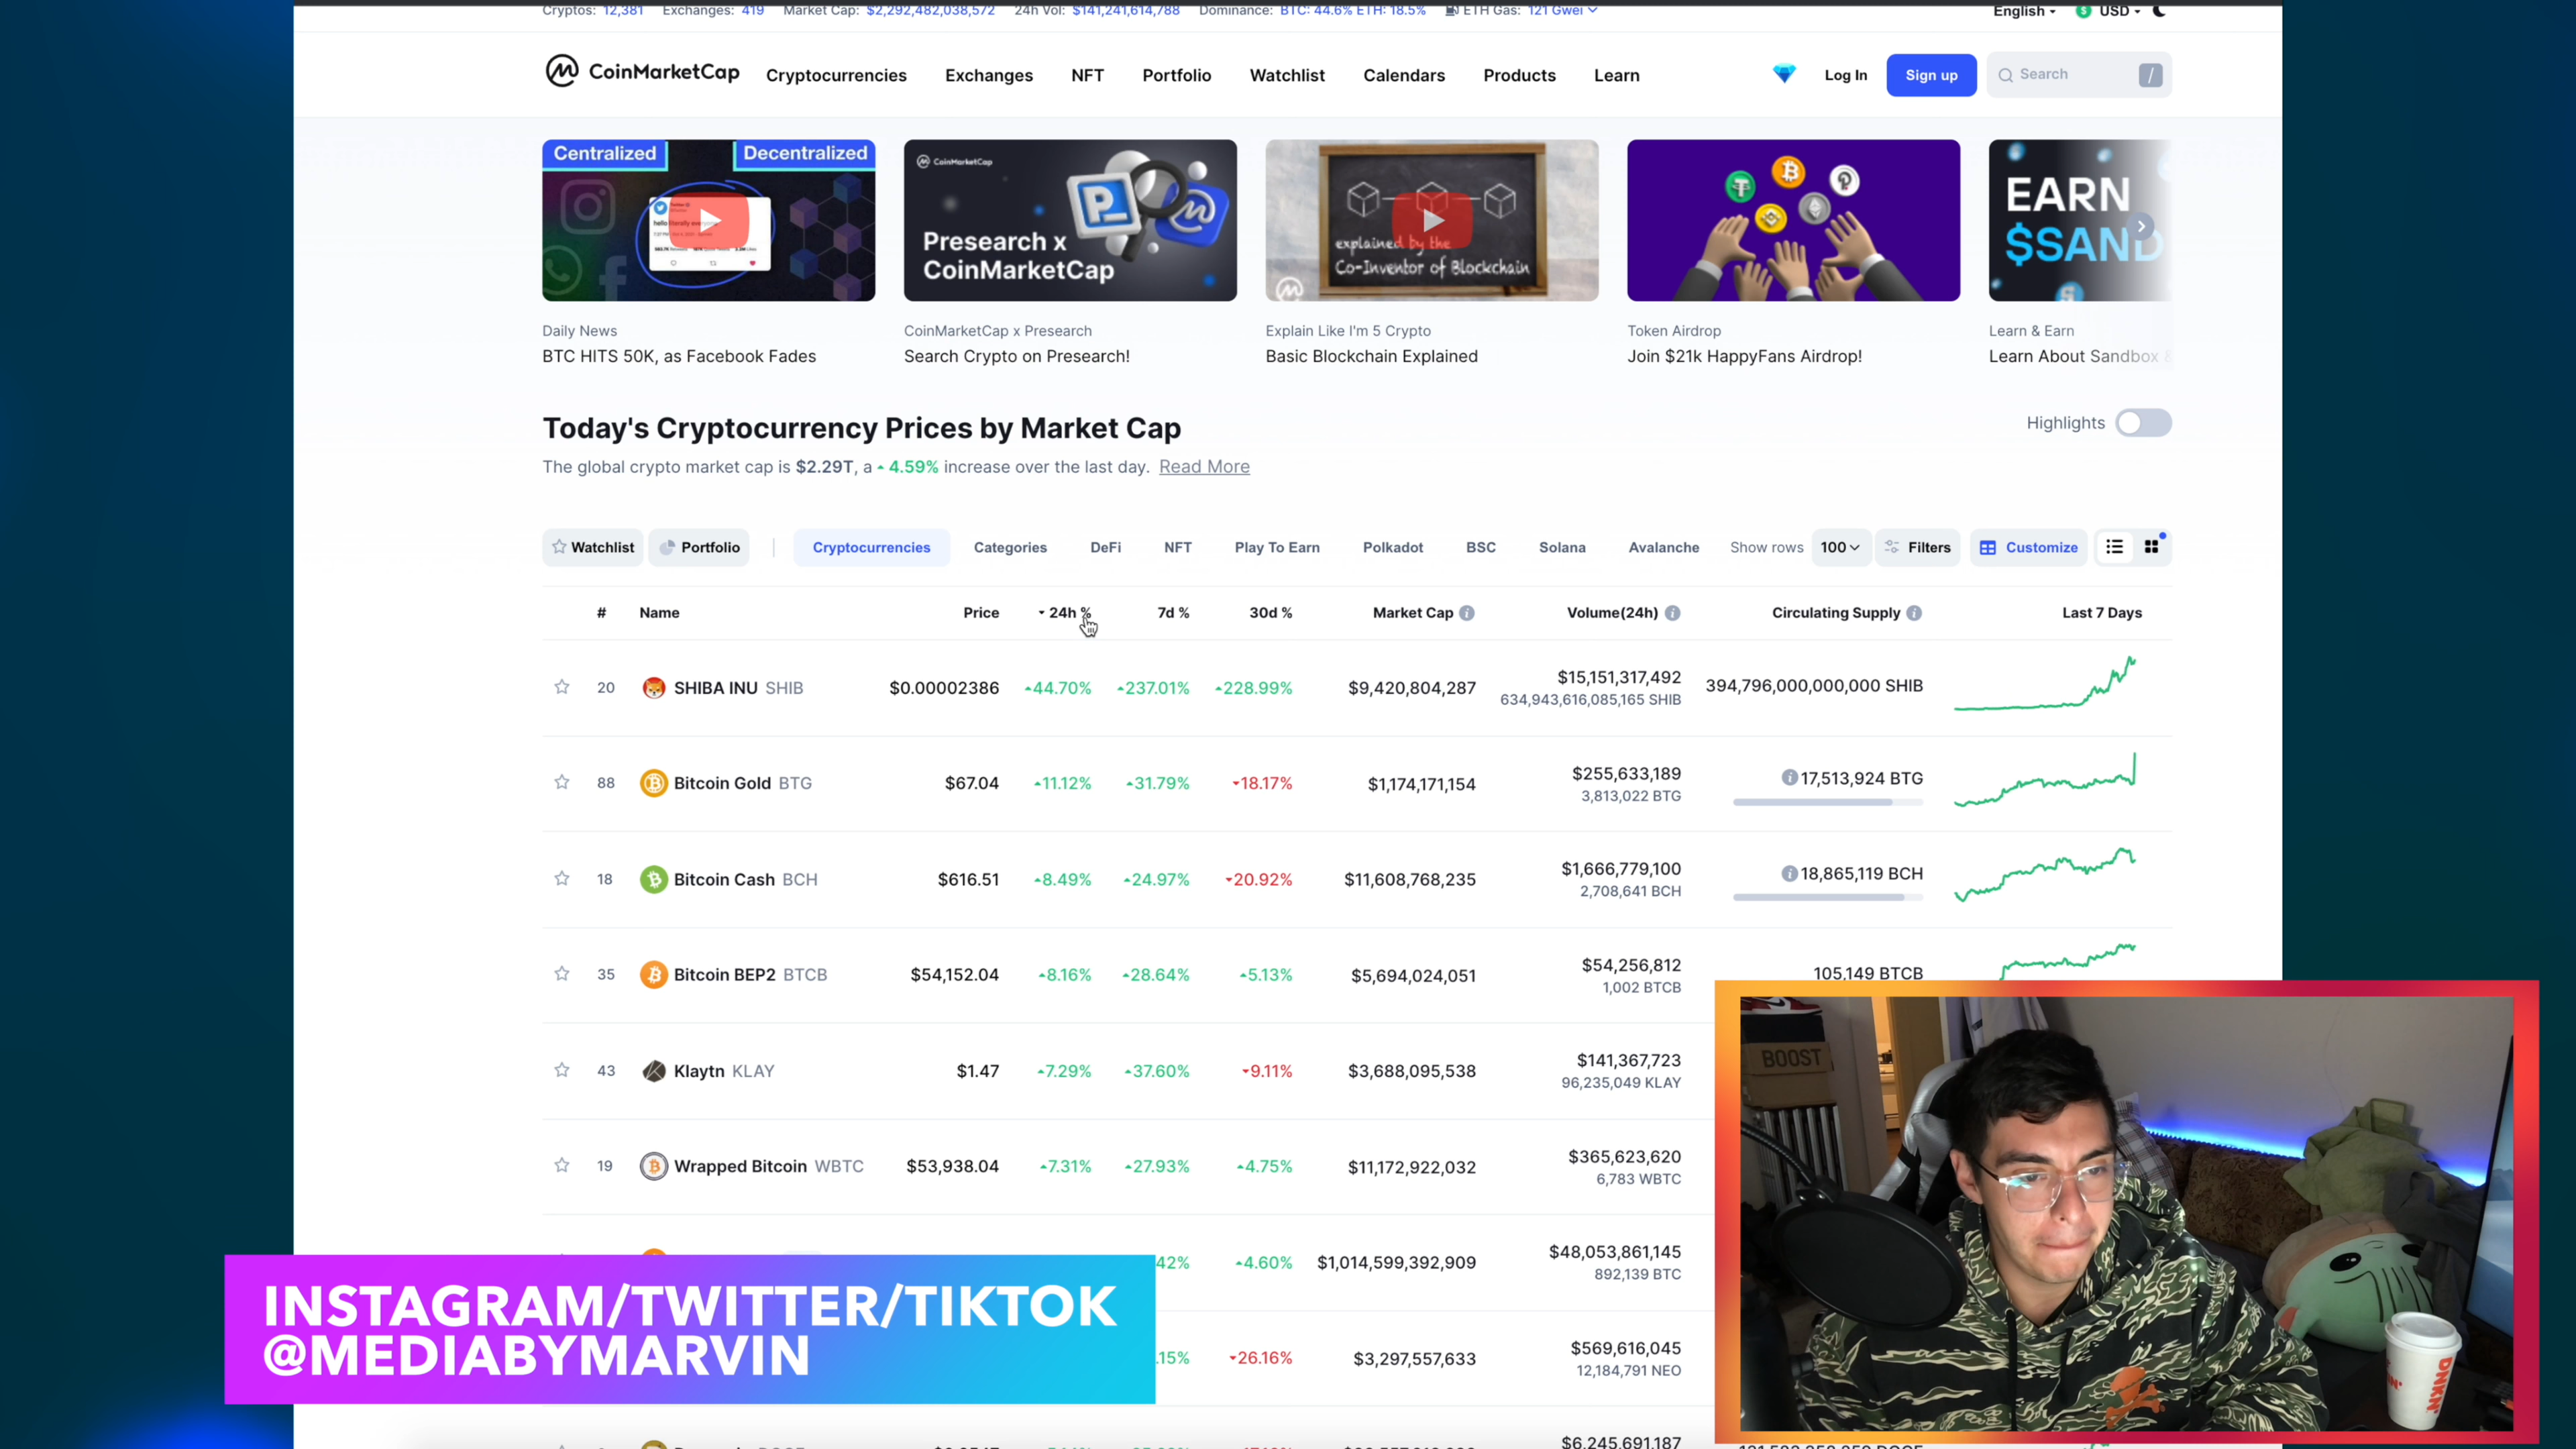 Cryptos: 12,381 Exchanges: 419 Market Cap: $2,292,482,038,572 24h Vol: $141,241,614,788 Dominance: BTC: 44.6% ETH: 18.5% ETH Gas: 121 Gwei English USD
CoinMarketCap Cryptocurrencies Exchanges NFT Portfolio Watchlist Calendars Products Learn Log In Sign up Search /
Centralized Decentralized
CoinMarketCap
Presearch x
CoinMarketCap
explained by the
Co-Inventor of Blockchain
EARN
$SAND
Daily News CoinMarketCap x Presearch Explain Like I'm 5 Crypto Token Airdrop Learn & Earn
BTC HITS 50K, as Facebook Fades Search Crypto on Presearch! Basic Blockchain Explained Join $21k HappyFans Airdrop! Learn About Sandbox &
Today's Cryptocurrency Prices by Market Cap Highlights
The global crypto market cap is $2.29T, a 4.59% increase over the last day. Read More
Watchlist Portfolio Cryptocurrencies Categories DeFi NFT Play To Earn Polkadot BSC Solana Avalanche Show rows 100 Filters Customize
# Name Price 24h % 7d % 30d % Market Cap Volume(24h) Circulating Supply Last 7 Days
20 SHIBA INU SHIB $0.00002386 44.70% 237.01% 228.99% $9,420,804,287 $15,151,317,492 394,796,000,000,000 SHIB
634,943,616,085,165 SHIB
88 Bitcoin Gold BTG $67.04 11.12% 31.79% 18.17% $1,174,171,154 $255,633,189 17,513,924 BTG
3,813,022 BTG
18 Bitcoin Cash BCH $616.51 8.49% 24.97% 20.92% $11,608,768,235 $1,666,779,100 18,865,119 BCH
2,708,641 BCH
35 Bitcoin BEP2 BTCB $54,152.04 8.16% 28.64% 5.13% $5,694,024,051 $54,256,812 105,149 BTCB
1,002 BTCB
43 Klaytn KLAY $1.47 7.29% 37.60% 9.11% $3,688,095,538 $141,367,723
96,235,049 KLAY
19 Wrapped Bitcoin WBTC $53,938.04 7.31% 27.93% 4.75% $11,172,922,032 $365,623,620
6,783 WBTC
42% 4.60% $1,014,599,392,909 $48,053,861,145
892,139 BTC
.15% 26.16% $3,297,557,633 $569,616,045
12,184,791 NEO
$6,245,691,187
INSTAGRAM/TWITTER/TIKTOK
@MEDIABYMARVIN
BOOST
DUNKIN'